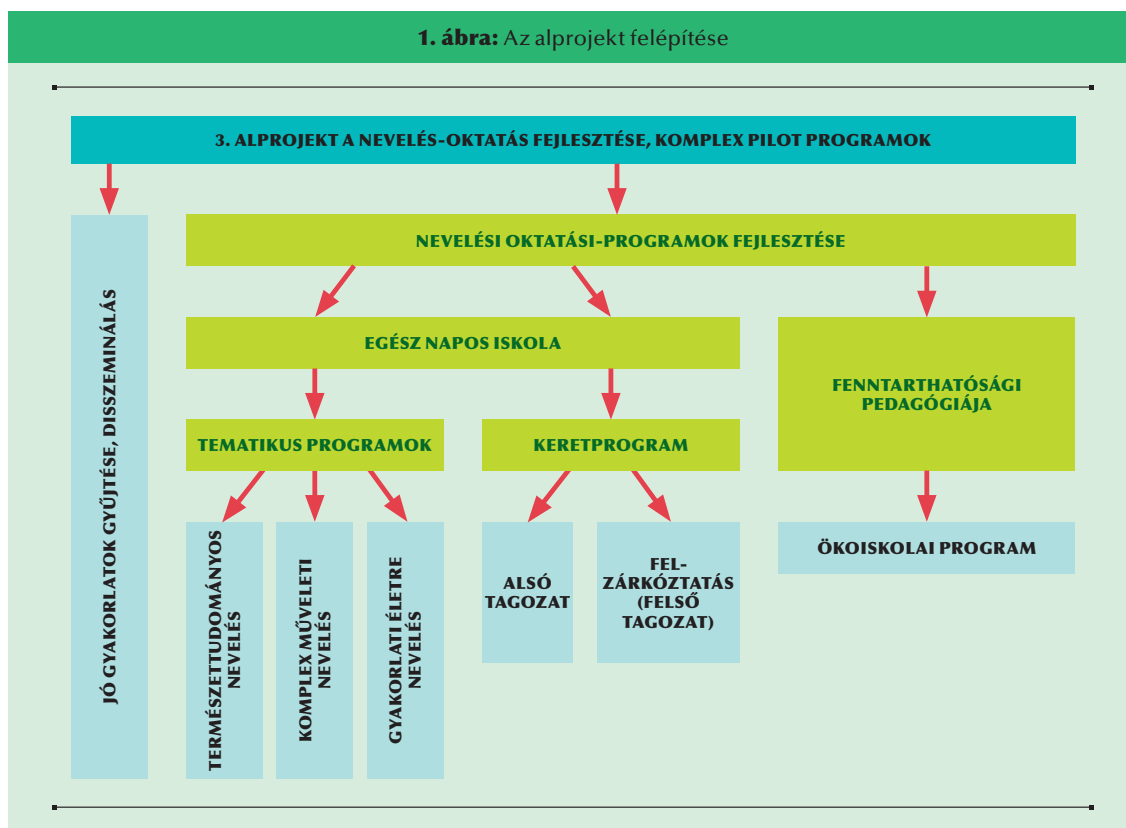 1. ábra: Az alprojekt felépítése
3. ALPROJEKT A NEVELÉS-OKTATÁS FEJLESZTÉSE, KOMPLEX PILOT PROGRAMOK
JÓ GYAKORLATOK GYŰJTÉSE, DISSZEMINÁLÁS
NEVELÉSI OKTATÁSI-PROGRAMOK FEJLESZTÉSE
EGÉSZ NAPOS ISKOLA
FENNTARTHATÓSÁGI
PEDAGÓGIÁJA
TEMATIKUS PROGRAMOK
KERETPROGRAM
TERMÉSZETTUDOMÁNYOS
NEVELÉS
KOMPLEX MŰVELETI
NEVELÉS
GYAKORLATI ÉLETRE
NEVELÉS
ALSÓ
TAGOZAT
FEL-
ZÁRKÓZTATÁS
(FELSŐ
TAGOZAT)
ÖKOISKOLAI PROGRAM